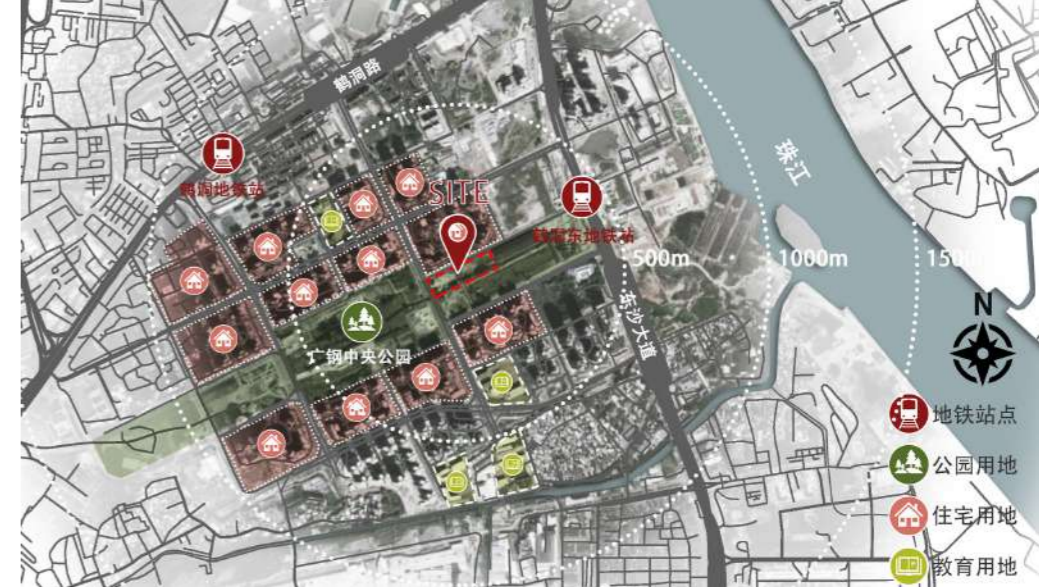 鹤洞路
珠江
鹤洞地铁站
SITE
鹤洞东地铁站
500m
1000m
1500m
东沙大道
N
广钢中央公园
地铁站点
公园用地
住宅用地
教育用地